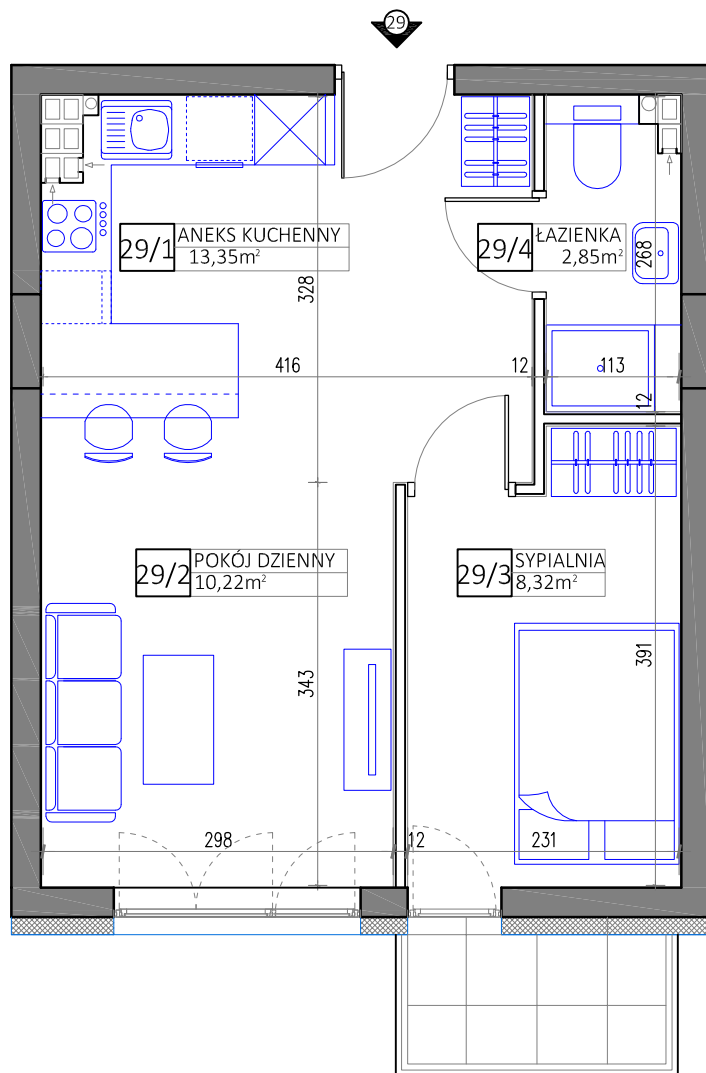 29
29/1 ANEKS KUCHENNY
13,35m²
29/4 ŁAZIENKA
2,85m²
268
328
416
12
113
12
29/2 POKÓJ DZIENNY
10,22m²
29/3 SYPIALNIA
8,32m²
343
391
298
12
231